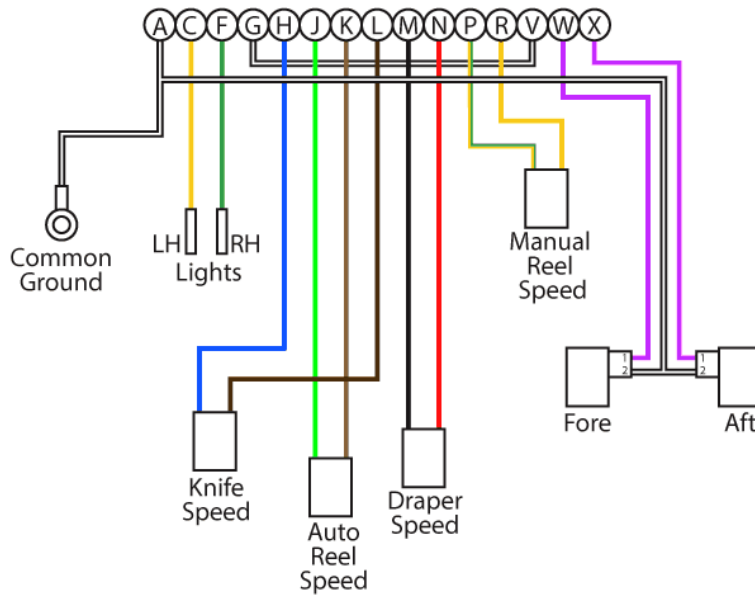 A C F G H J K L M N P R V W X
LH RH
Lights
Common
Ground
Manual
Reel
Speed
1 1
2 2
Fore
Aft
Knife
Speed
Auto
Reel
Speed
Draper
Speed